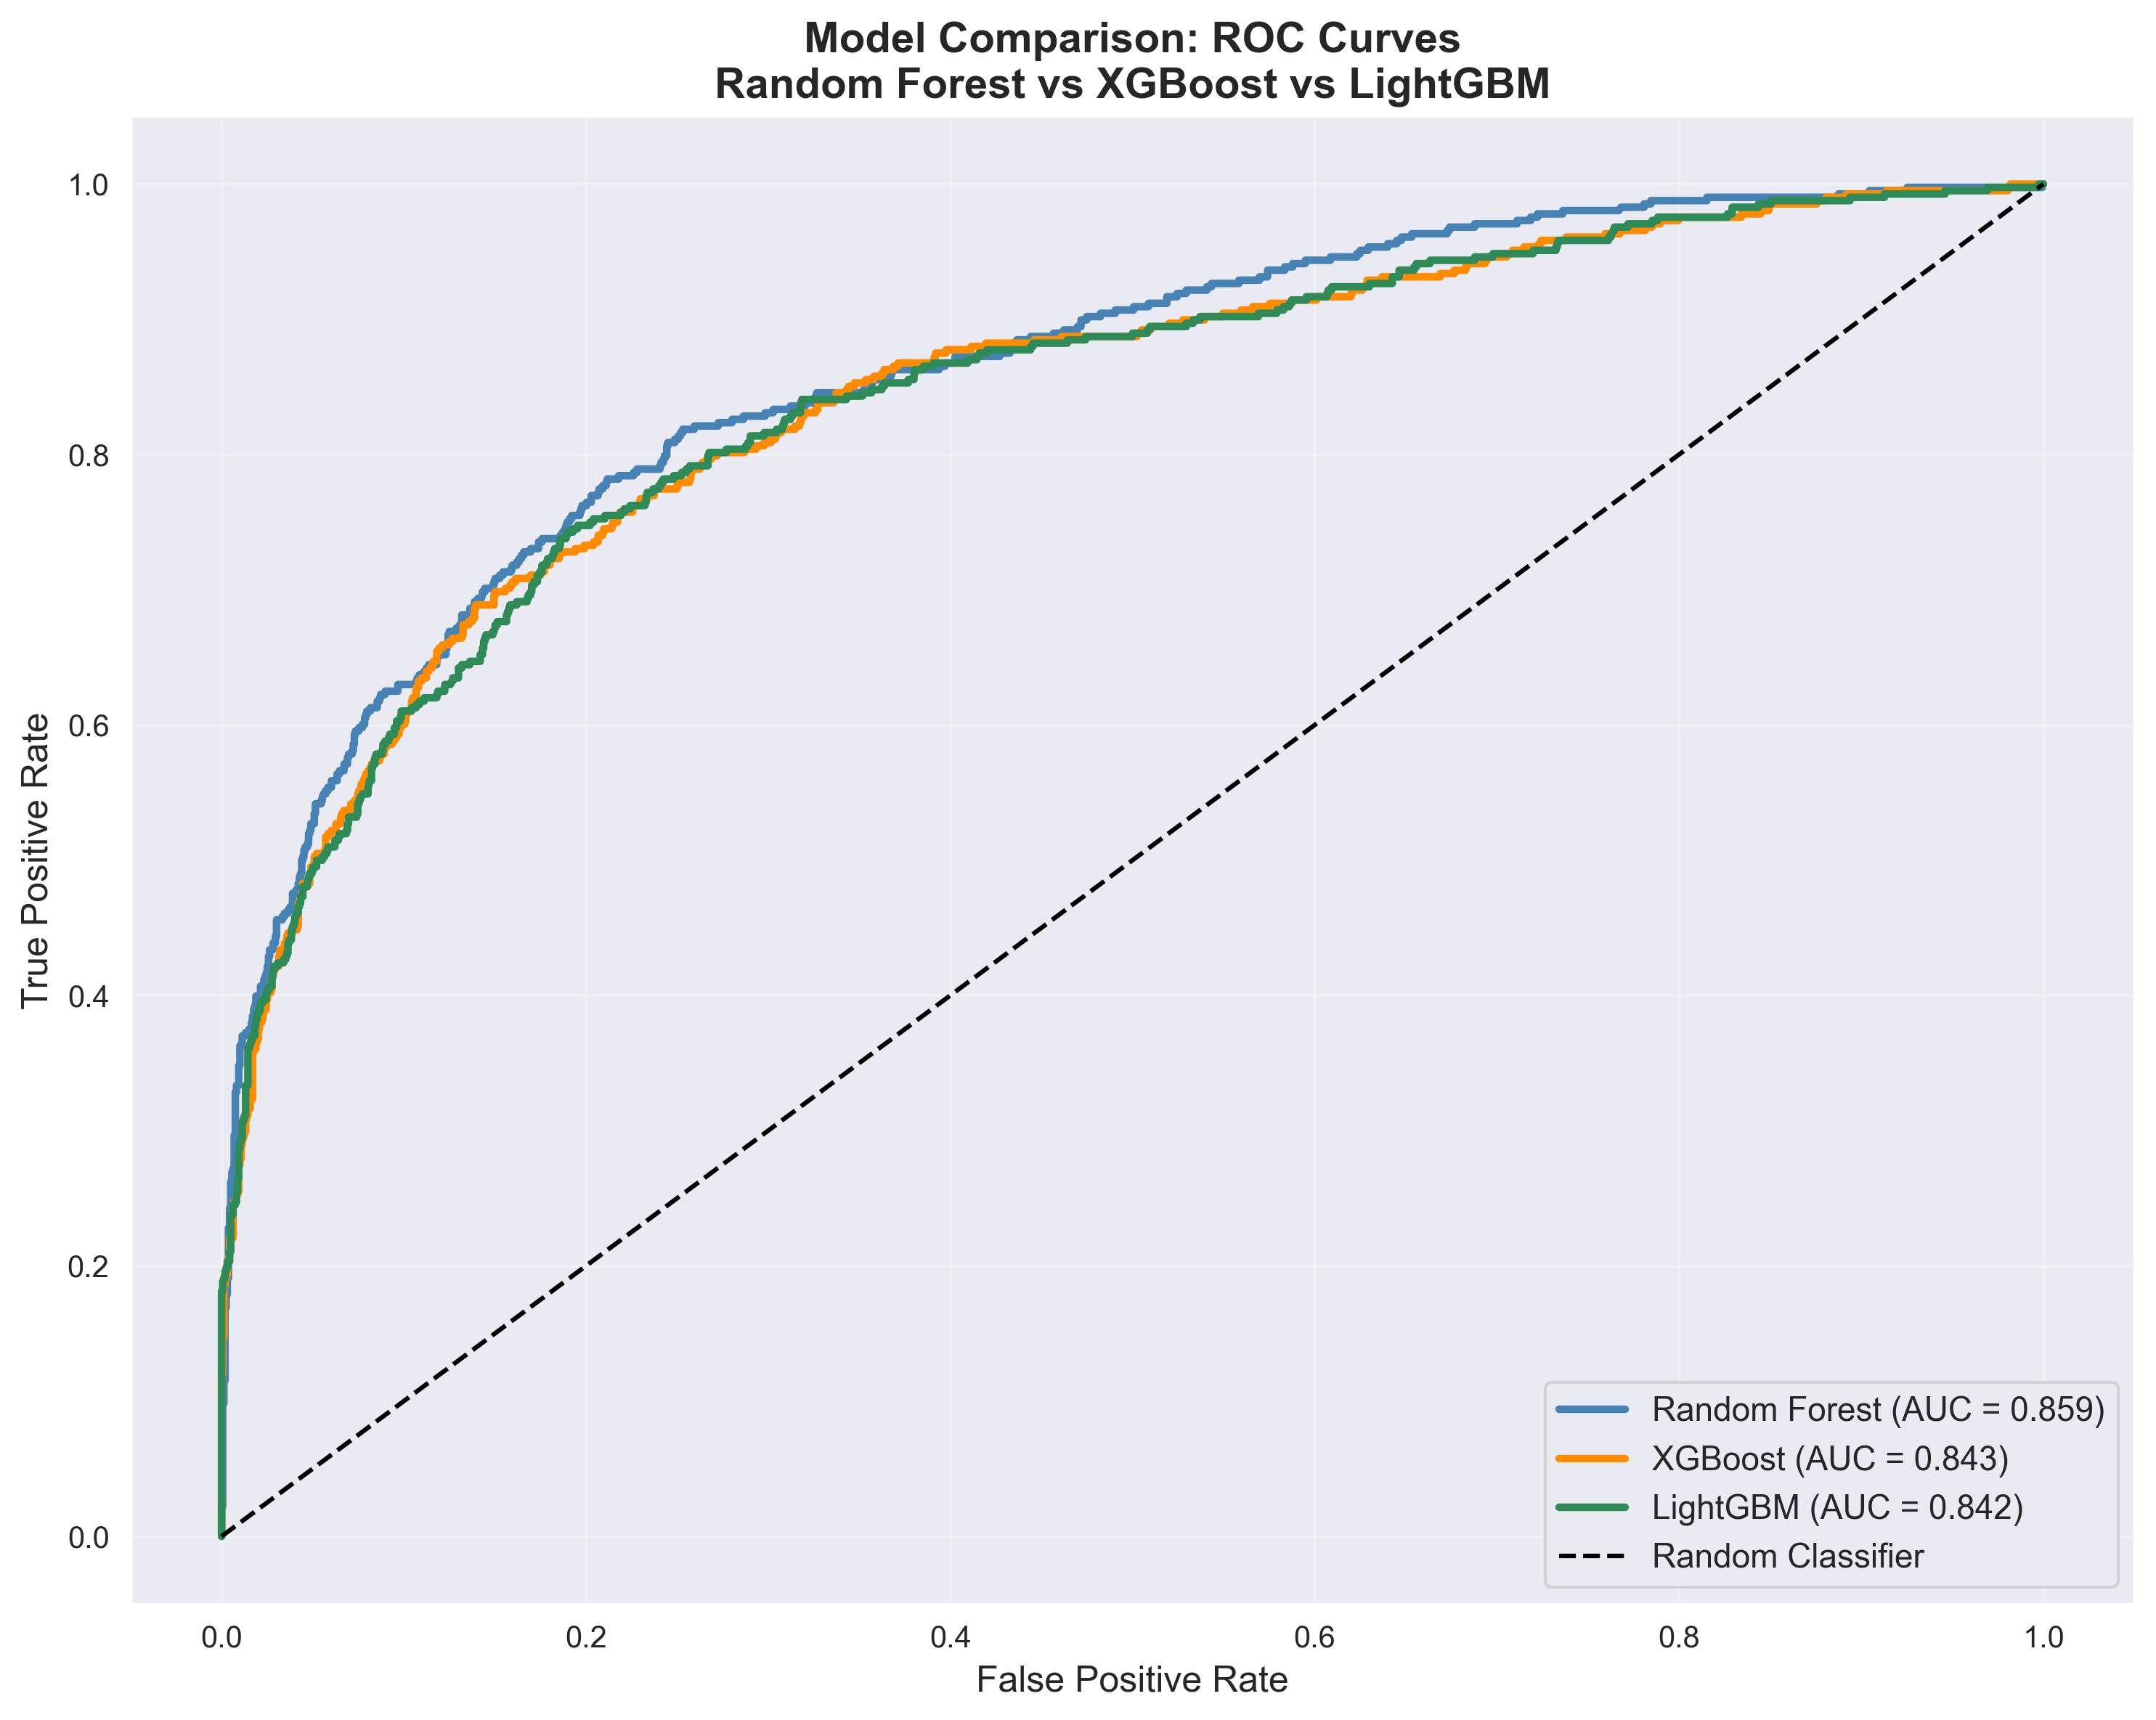 Model Comparison: ROC Curves
Random Forest vs XGBoost vs LightGBM
True Positive Rate
1.0
0.8
0.6
0.4
0.2
0.0
Random Forest (AUC = 0.859)
XGBoost (AUC = 0.843)
LightGBM (AUC = 0.842)
Random Classifier
0.0 0.2 0.4 0.6 0.8 1.0
False Positive Rate